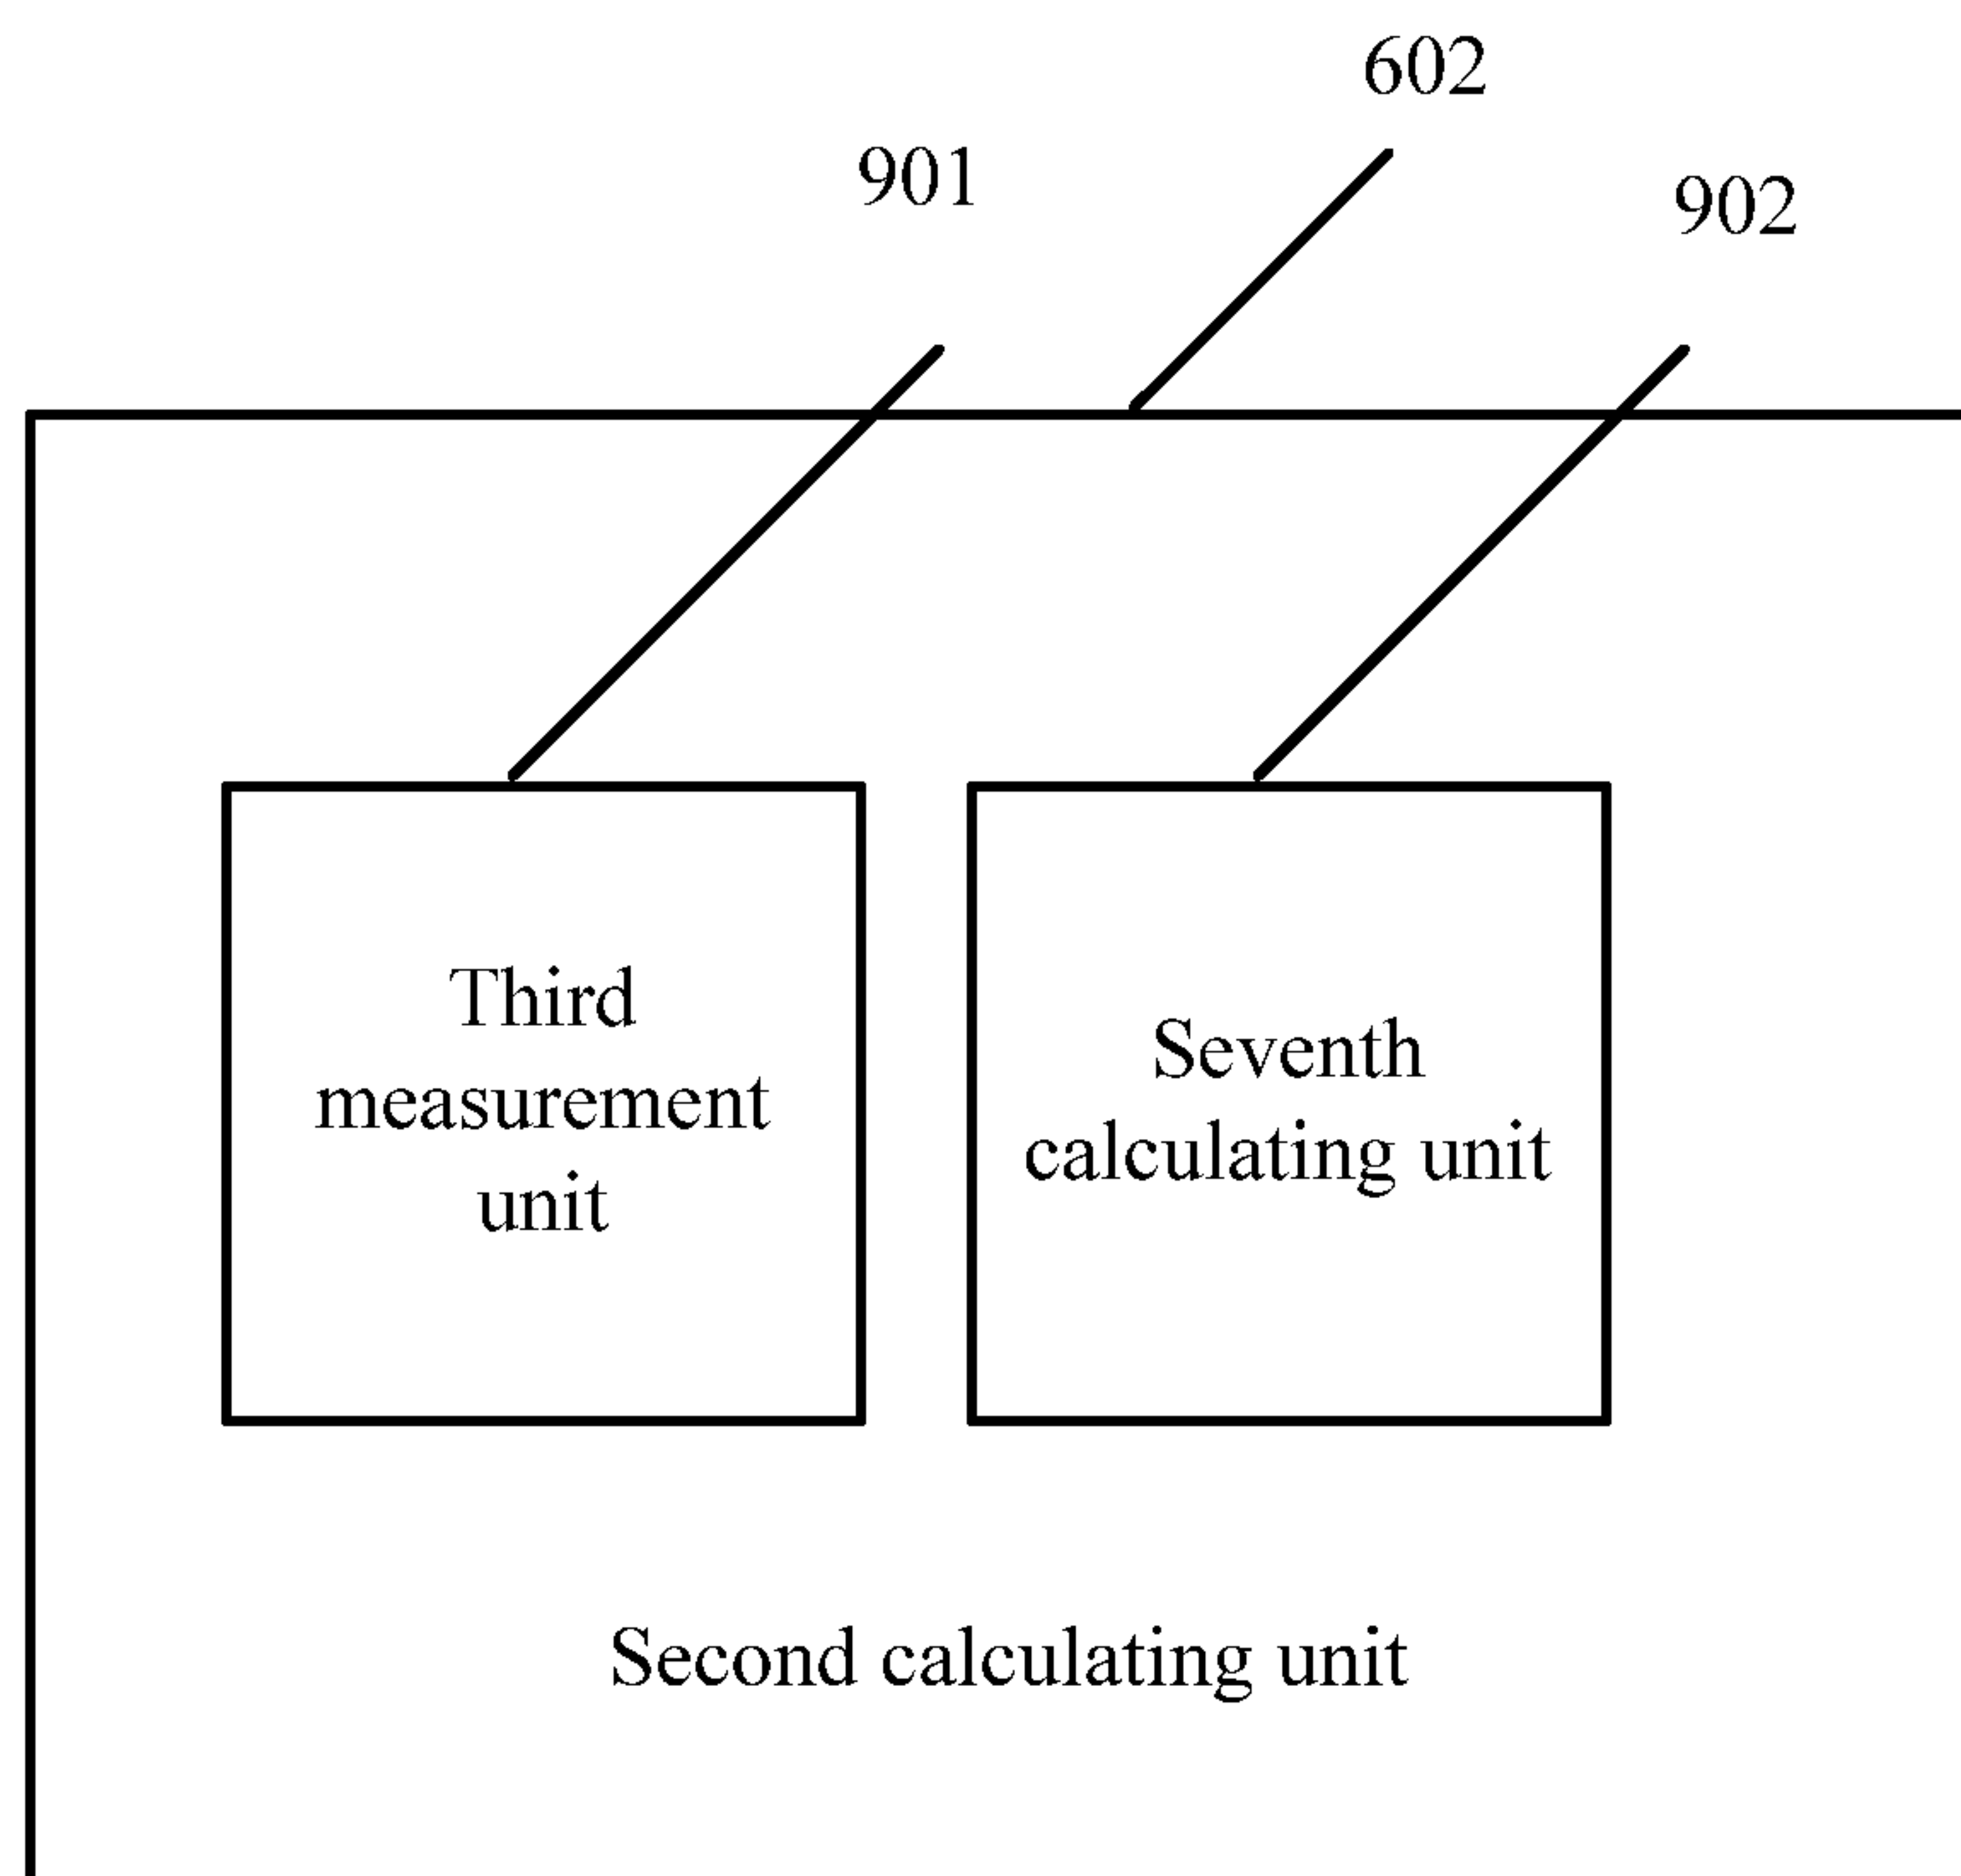 602
901
902
Third
measurement
unit
Seventh
calculating unit
Second calculating unit